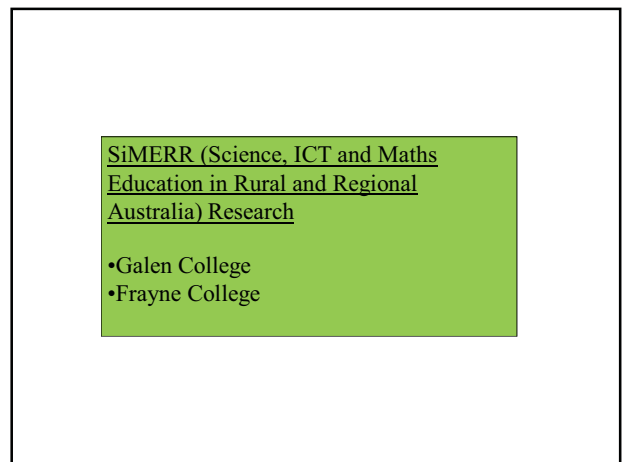 SiMERR (Science, ICT and Maths
Education in Rural and Regional
Australia) Research
•Galen College
•Frayne College